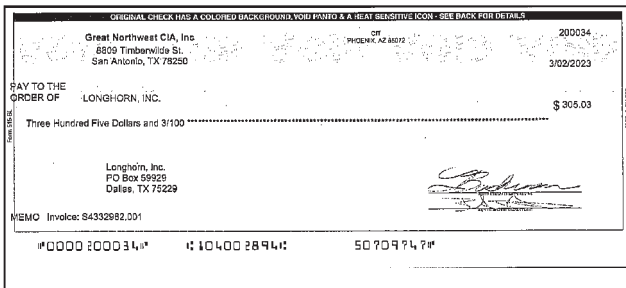 ORIGINAL CHECK HAS A COLORED BACKGROUND, VOID PANTO & A HEAT SENSITIVE ICON - SEE BACK FOR DETAILS
Great Northwest CIA, Inc
8809 Timberwilde St.
San Antonio, TX 78250
CIT
PHOENIX, AZ 85072
200034
3/02/2023
PAY TO THE
ORDER OF LONGHORN, INC.
$ 305.03
Three Hundred Five Dollars and 3/100 ****************************************
Longhorn, Inc.
PO Box 59929
Dallas, TX 75229
MEMO Invoice: S4332982.001
⑈0000200034⑈ ⑆104002894⑆ 50709747⑈